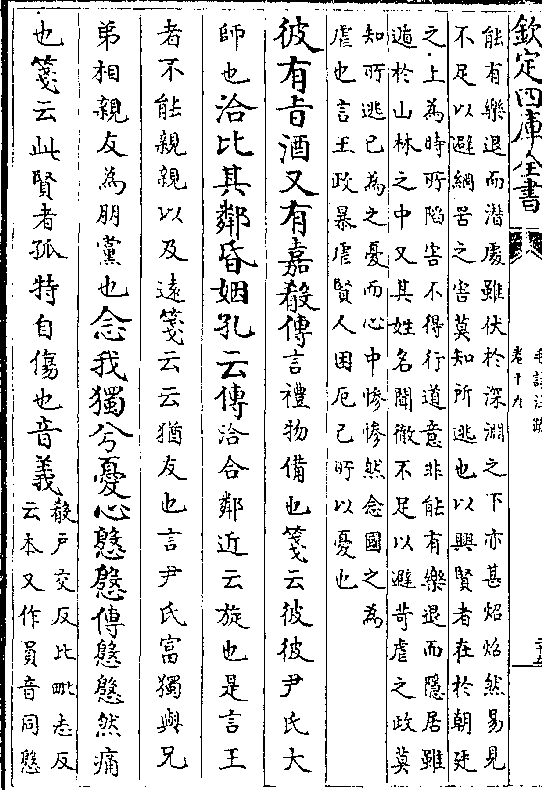 欽定四庫全書
毛詩注疏
卷十九
能有樂退而潜處雖伏於深淵之下亦甚炤炤然易見
不足以避網罟之害莫知所逃也以興賢者在於朝廷
之上為時所陷害不得行道意非能有樂退而隱居雖
遁於山林之中又其姓名聞徹不足以避苛虐之政莫
知所逃已為之憂而心中慘慘然念國之為
虐也言王政暴虐賢人困厄已所以憂也
彼有旨酒又有嘉殽傳言禮物備也箋云彼彼尹氏大
師也洽比其鄰昏姻孔云傳洽合鄰近云旋也是言王
者不能親親以及遠箋云云猶友也言尹氏富獨與兄
弟相親友為朋黨也念我獨兮憂心慇慇傳慇慇然痛
也箋云此賢者孤特自傷也音義
殽戶交反比毗志反
云本又作員音同慇